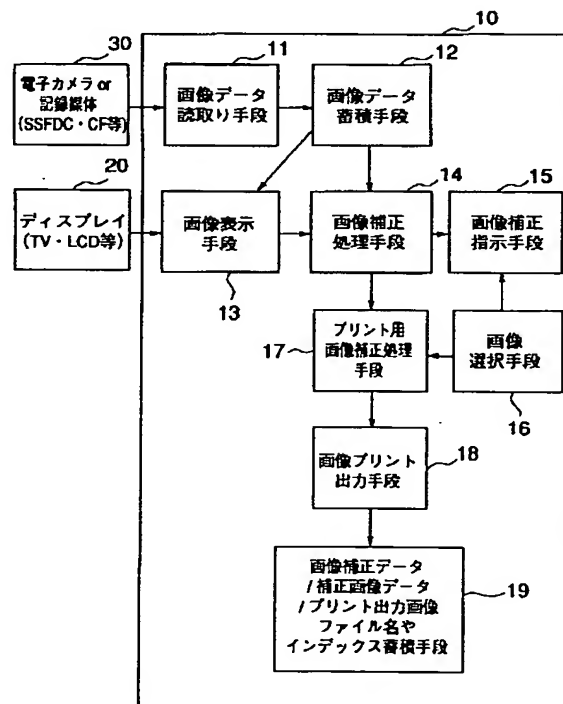 10
30
11
12
電子カメラor
記録媒体
(SSFDC・CF等)
画像データ
読取り手段
画像データ
蓄積手段
20
14
15
ディスプレイ
(TV・LCD等)
画像表示
手段
画像補正
処理手段
画像補正
指示手段
13
17
プリント用
画像補正処理
手段
画像
選択手段
16
画像プリント
出力手段
18
画像補正データ
/補正画像データ
/プリント出力画像
ファイル名や
インデックス蓄積手段
19